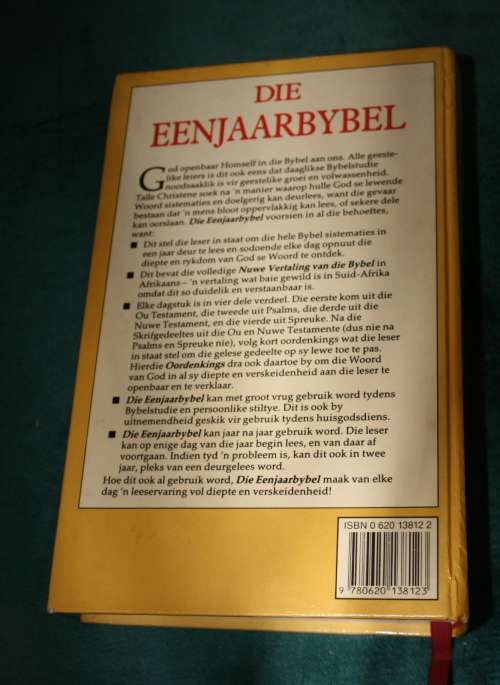 DIE
EENJAARBYBEL
God openbaar Homself in die Bybel aan ons. Alle geeste-
like leiers is dit ook eens dat daaglikse Bybelstudie
noodsaaklik is vir geestelike groei en volwassenheid.
Talle Christene soek na 'n manier waarop hulle God se lewende
Woord sistematies en doelgerig kan deurlees, want die gevaar
bestaan dat 'n mens bloot oppervlakkig kan lees, of sekere dele
kan oorslaan. Die Eenjaarbybel voorsien in al die behoeftes,
want:
■ Dit stel die leser in staat om die hele Bybel sistematies in
een jaar deur te lees en sodoende elke dag opnuut die
diepte en rykdom van God se Woord te ontdek.
■ Dit bevat die volledige Nuwe Vertaling van die Bybel in
Afrikaans – 'n vertaling wat baie gewild is in Suid-Afrika
omdat dit so duidelik en verstaanbaar is.
■ Elke dagstuk is in vier dele verdeel. Die eerste kom uit die
Ou Testament, die tweede uit Psalms, die derde uit die
Nuwe Testament, en die vierde uit Spreuke. Na die
Skrifgedeeltes uit die Ou en Nuwe Testamente (dus nie na
Psalms en Spreuke nie), volg kort oordenkings wat die leser
in staat stel om die gelese gedeelte op sy lewe toe te pas.
Hierdie Oordenkings dra ook daartoe by om die Woord
van God in al sy diepte en verskeidenheid aan die leser te
openbaar en te verklaar.
■ Die Eenjaarbybel kan met groot vrug gebruik word tydens
Bybelstudie en persoonlike stiltye. Dit is ook by
uitnemendheid geskik vir gebruik tydens huisgodsdiens.
■ Die Eenjaarbybel kan jaar na jaar gebruik word. Die leser
kan op enige dag van die jaar begin lees, en van daar af
voortgaan. Indien tyd 'n probleem is, kan dit ook in twee
jaar, pleks van een deurgelees word.
Hoe dit ook al gebruik word, Die Eenjaarbybel maak van elke
dag 'n leeservaring vol diepte en verskeidenheid!
ISBN 0 620 13812 2
9 780620 138123